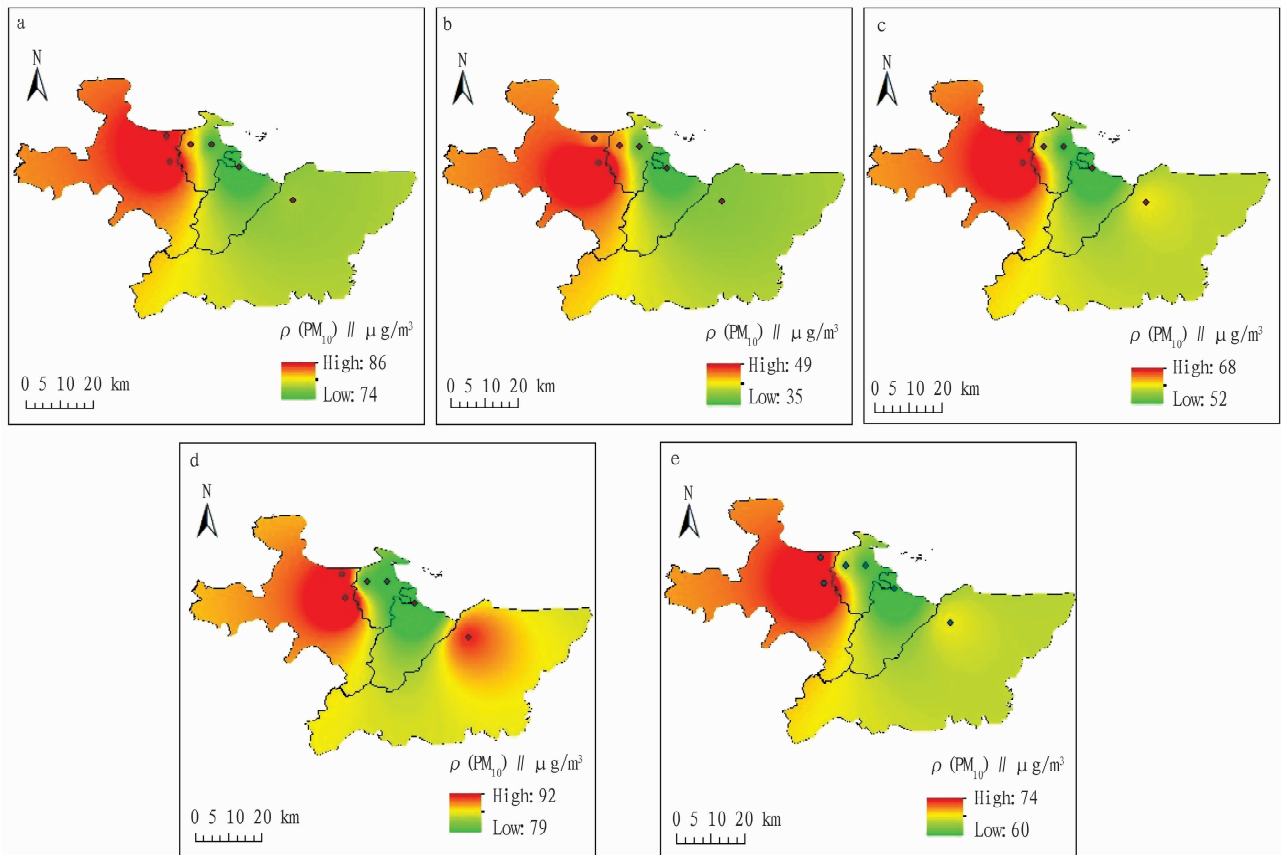 a
N
ρ (PM₁₀) // μg/m³
High: 86
Low: 74
0 5 10 20 km
b
N
ρ (PM₁₀) // μg/m³
High: 49
Low: 35
0 5 10 20 km
c
N
ρ (PM₁₀) // μg/m³
High: 68
Low: 52
0 5 10 20 km
d
N
ρ (PM₁₀) // μg/m³
High: 92
Low: 79
0 5 10 20 km
e
N
ρ (PM₁₀) // μg/m³
High: 74
Low: 60
0 5 10 20 km